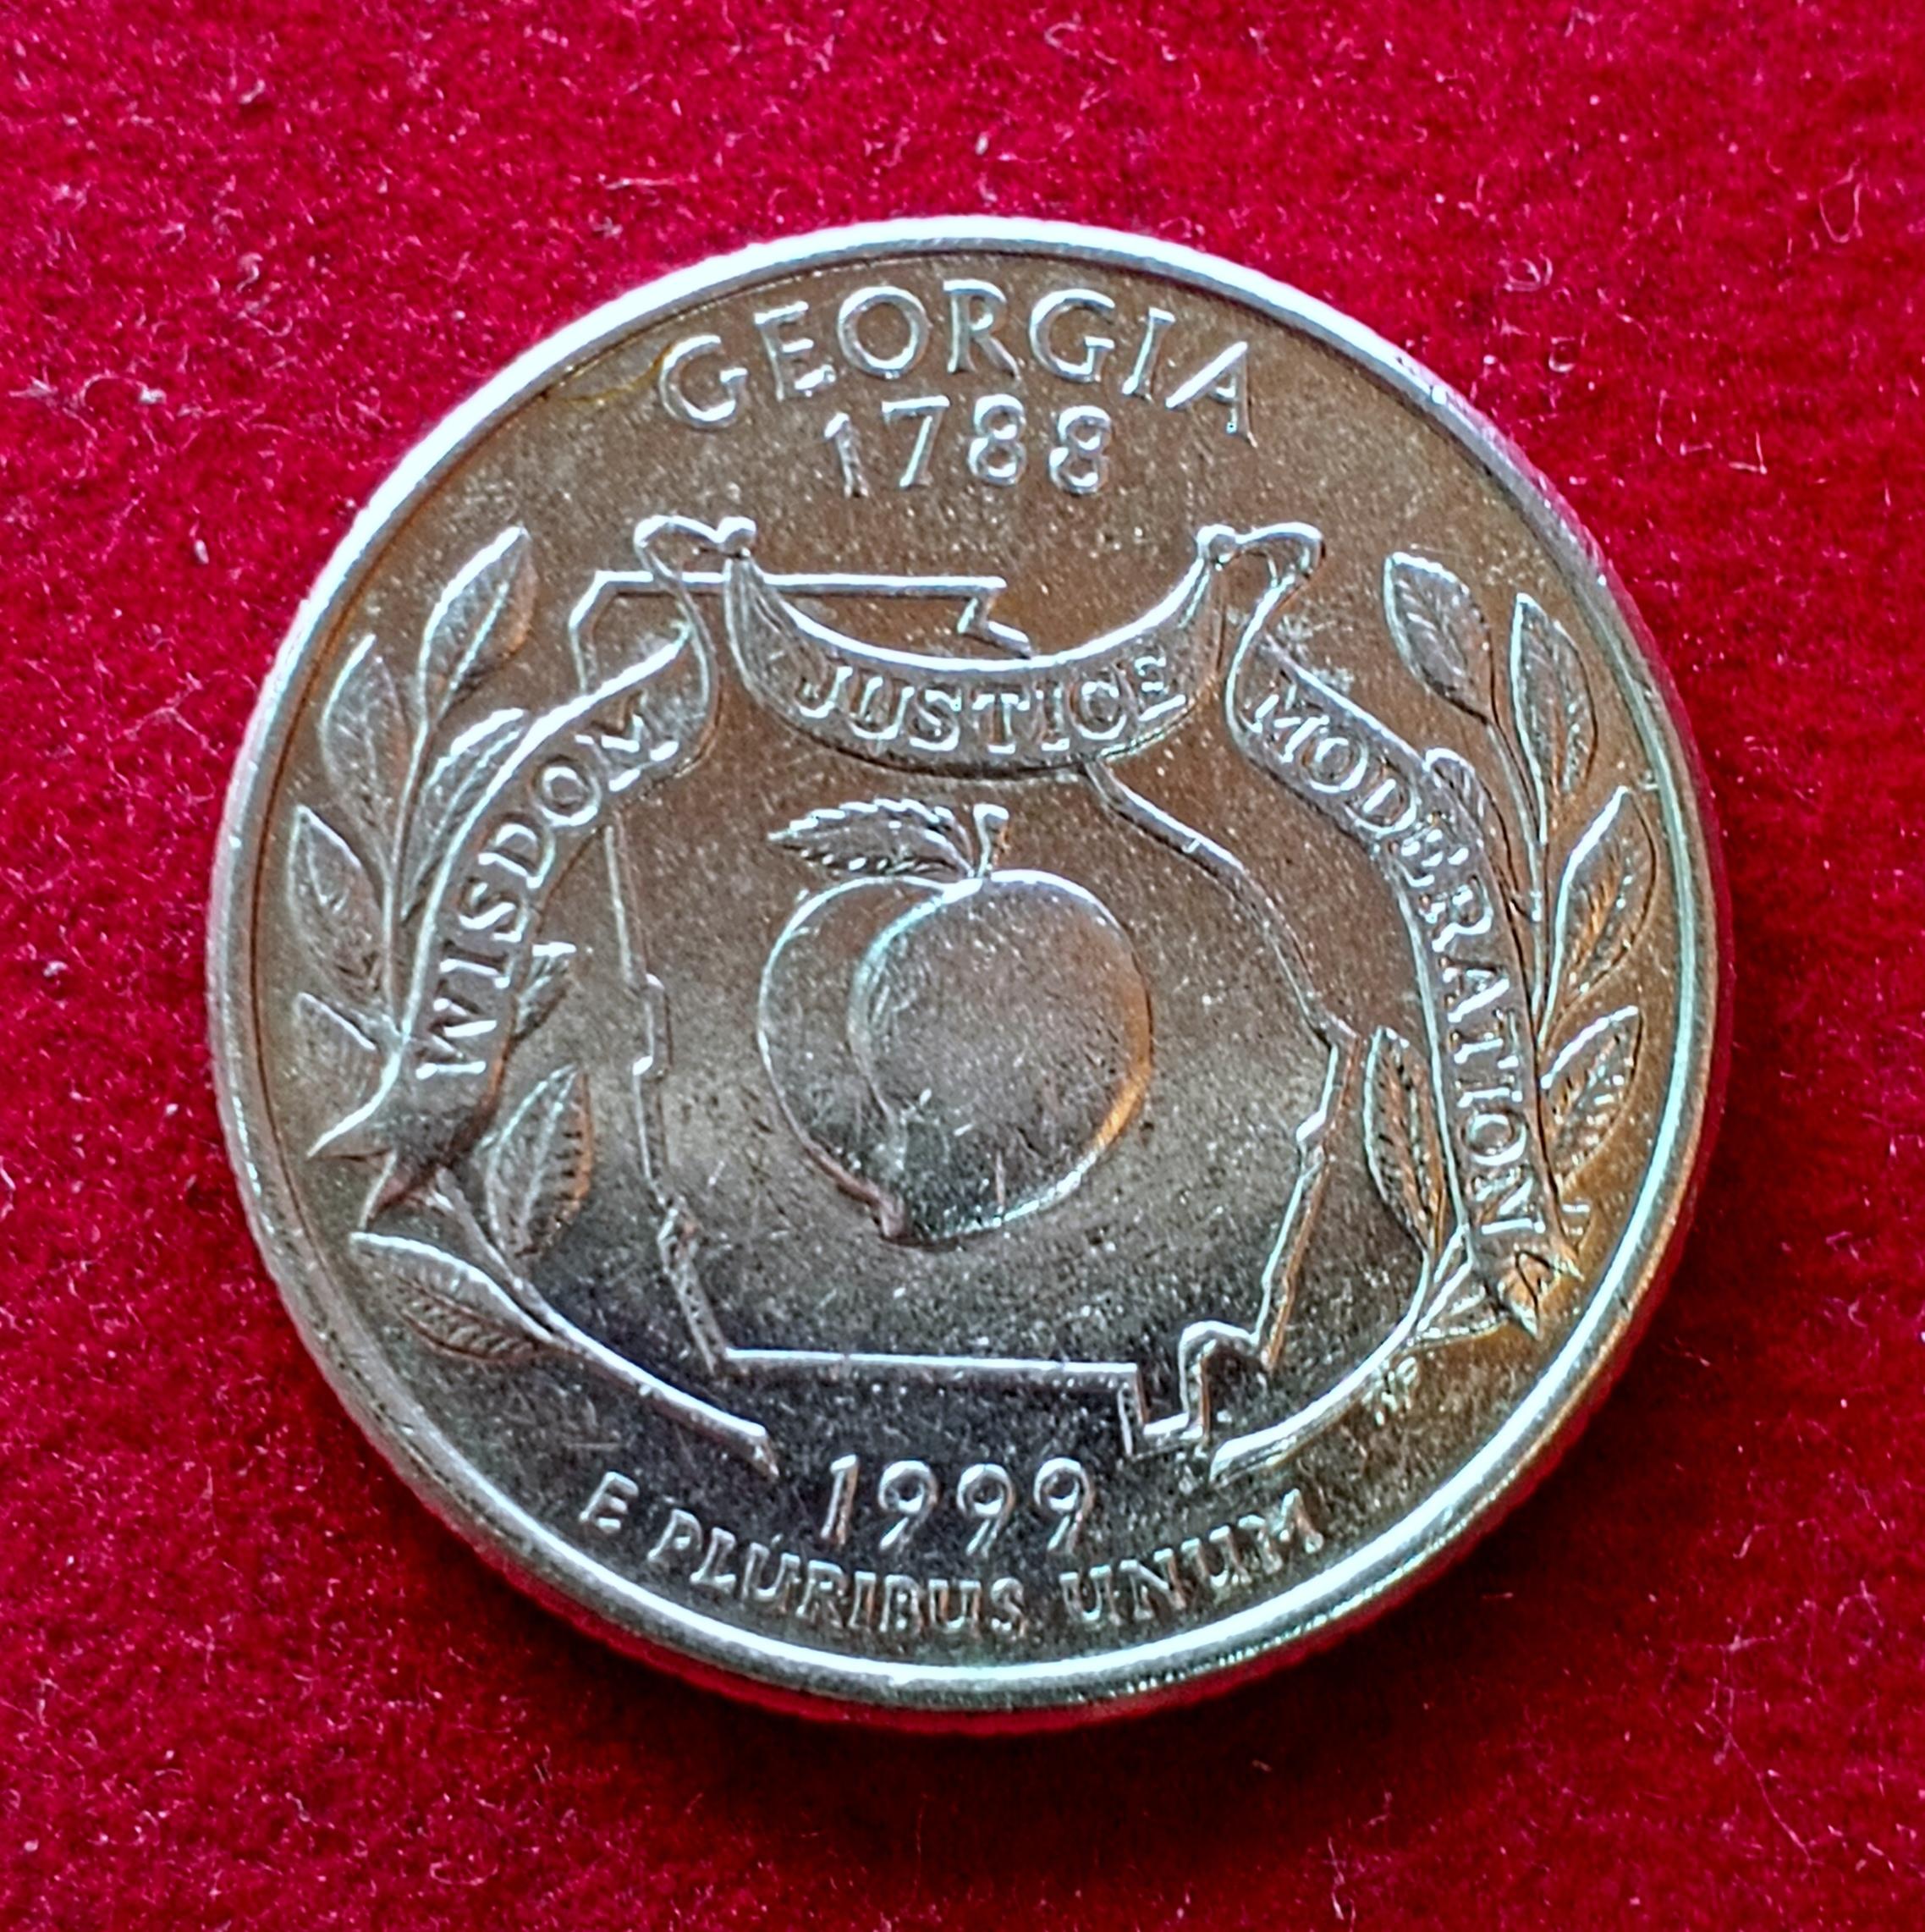 GEORGIA
1788
WISDOM
JUSTICE
MODERATION
1999
E PLURIBUS UNUM